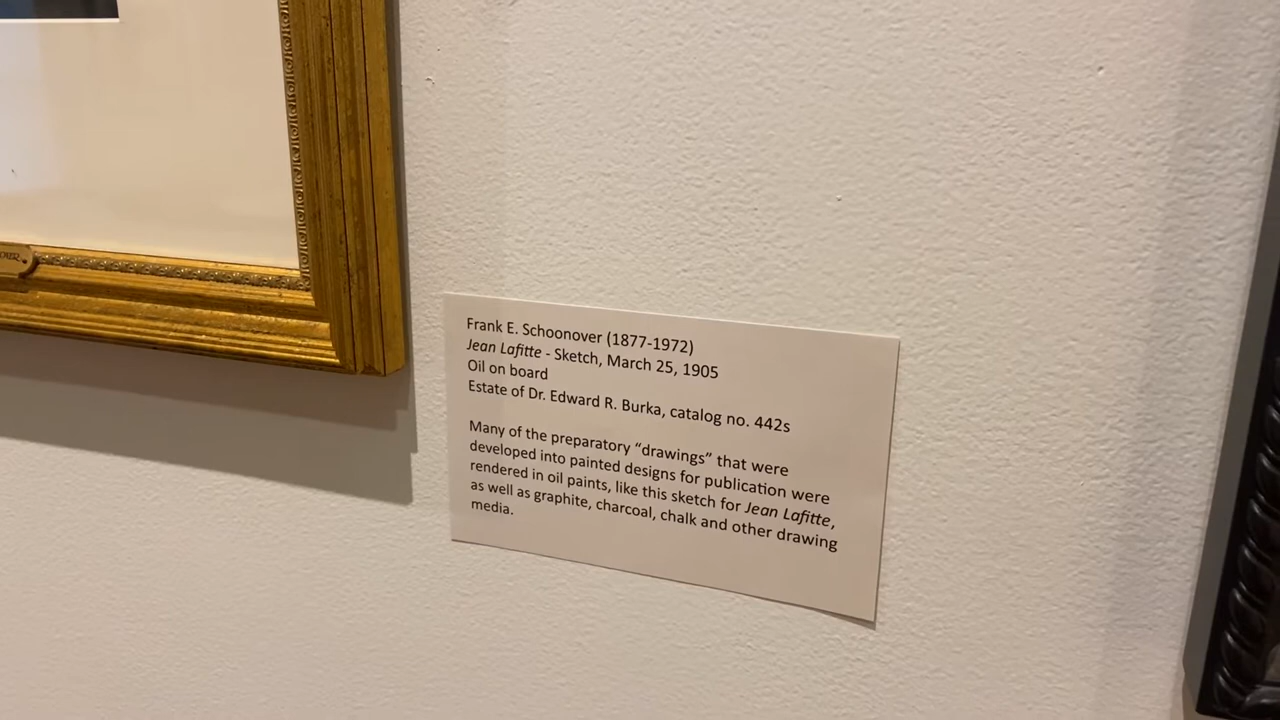 Frank E. Schoonover (1877-1972)
Jean Lafitte - Sketch, March 25, 1905
Oil on board
Estate of Dr. Edward R. Burka, catalog no. 442s
Many of the preparatory “drawings” that were
developed into painted designs for publication were
rendered in oil paints, like this sketch for Jean Lafitte,
as well as graphite, charcoal, chalk and other drawing
media.